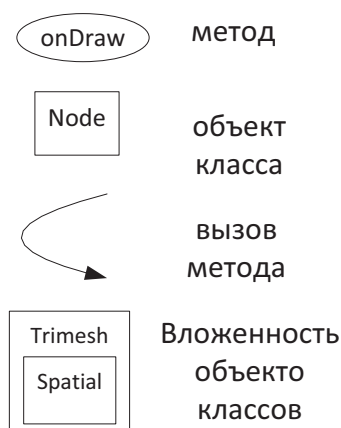 onDraw метод
Node
объект
класса
вызов
метода
Trimesh
Spatial
Вложенность
объекто
классов